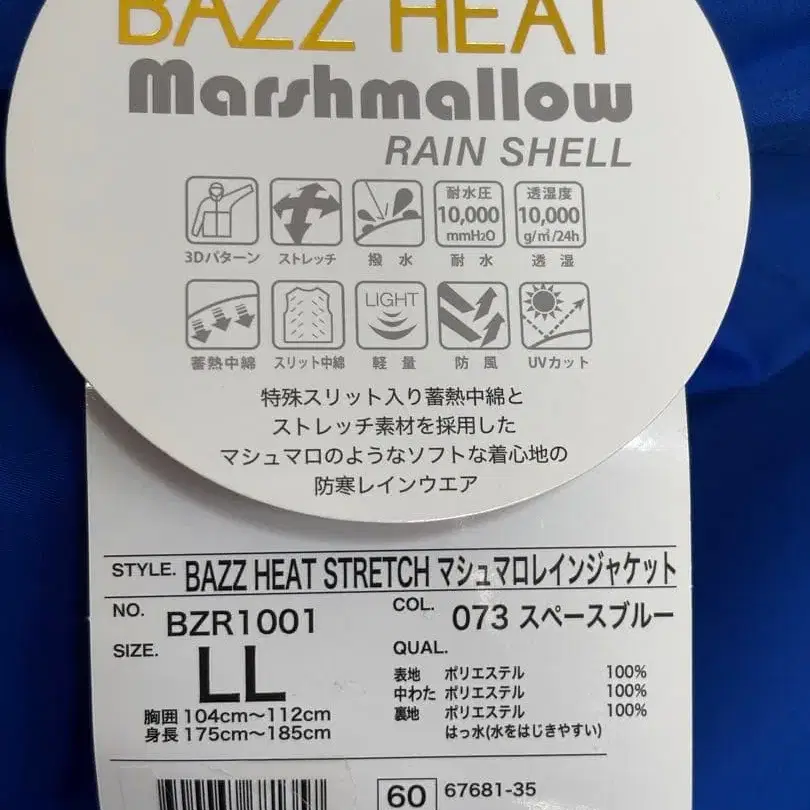 BAZZ HEAT
Marshmallow
RAIN SHELL
耐水圧 透湿度
10,000 10,000
mmH2O g/㎡/24h
3Dパターン ストレッチ 撥水 耐水 透湿
LIGHT
蓄熱中綿 スリット中綿 軽量 防風 UVカット
特殊スリット入り蓄熱中綿と
ストレッチ素材を採用した
マシュマロのようなソフトな着心地の
防寒レインウエア
STYLE. BAZZ HEAT STRETCH マシュマロレインジャケット
NO. BZR1001 COL. 073 スペースブルー
SIZE. LL QUAL.
表地 ポリエステル 100%
中わた ポリエステル 100%
裏地 ポリエステル 100%
はっ水(水をはじきやすい)
胸囲 104cm〜112cm
身長 175cm〜185cm
60 67681-35